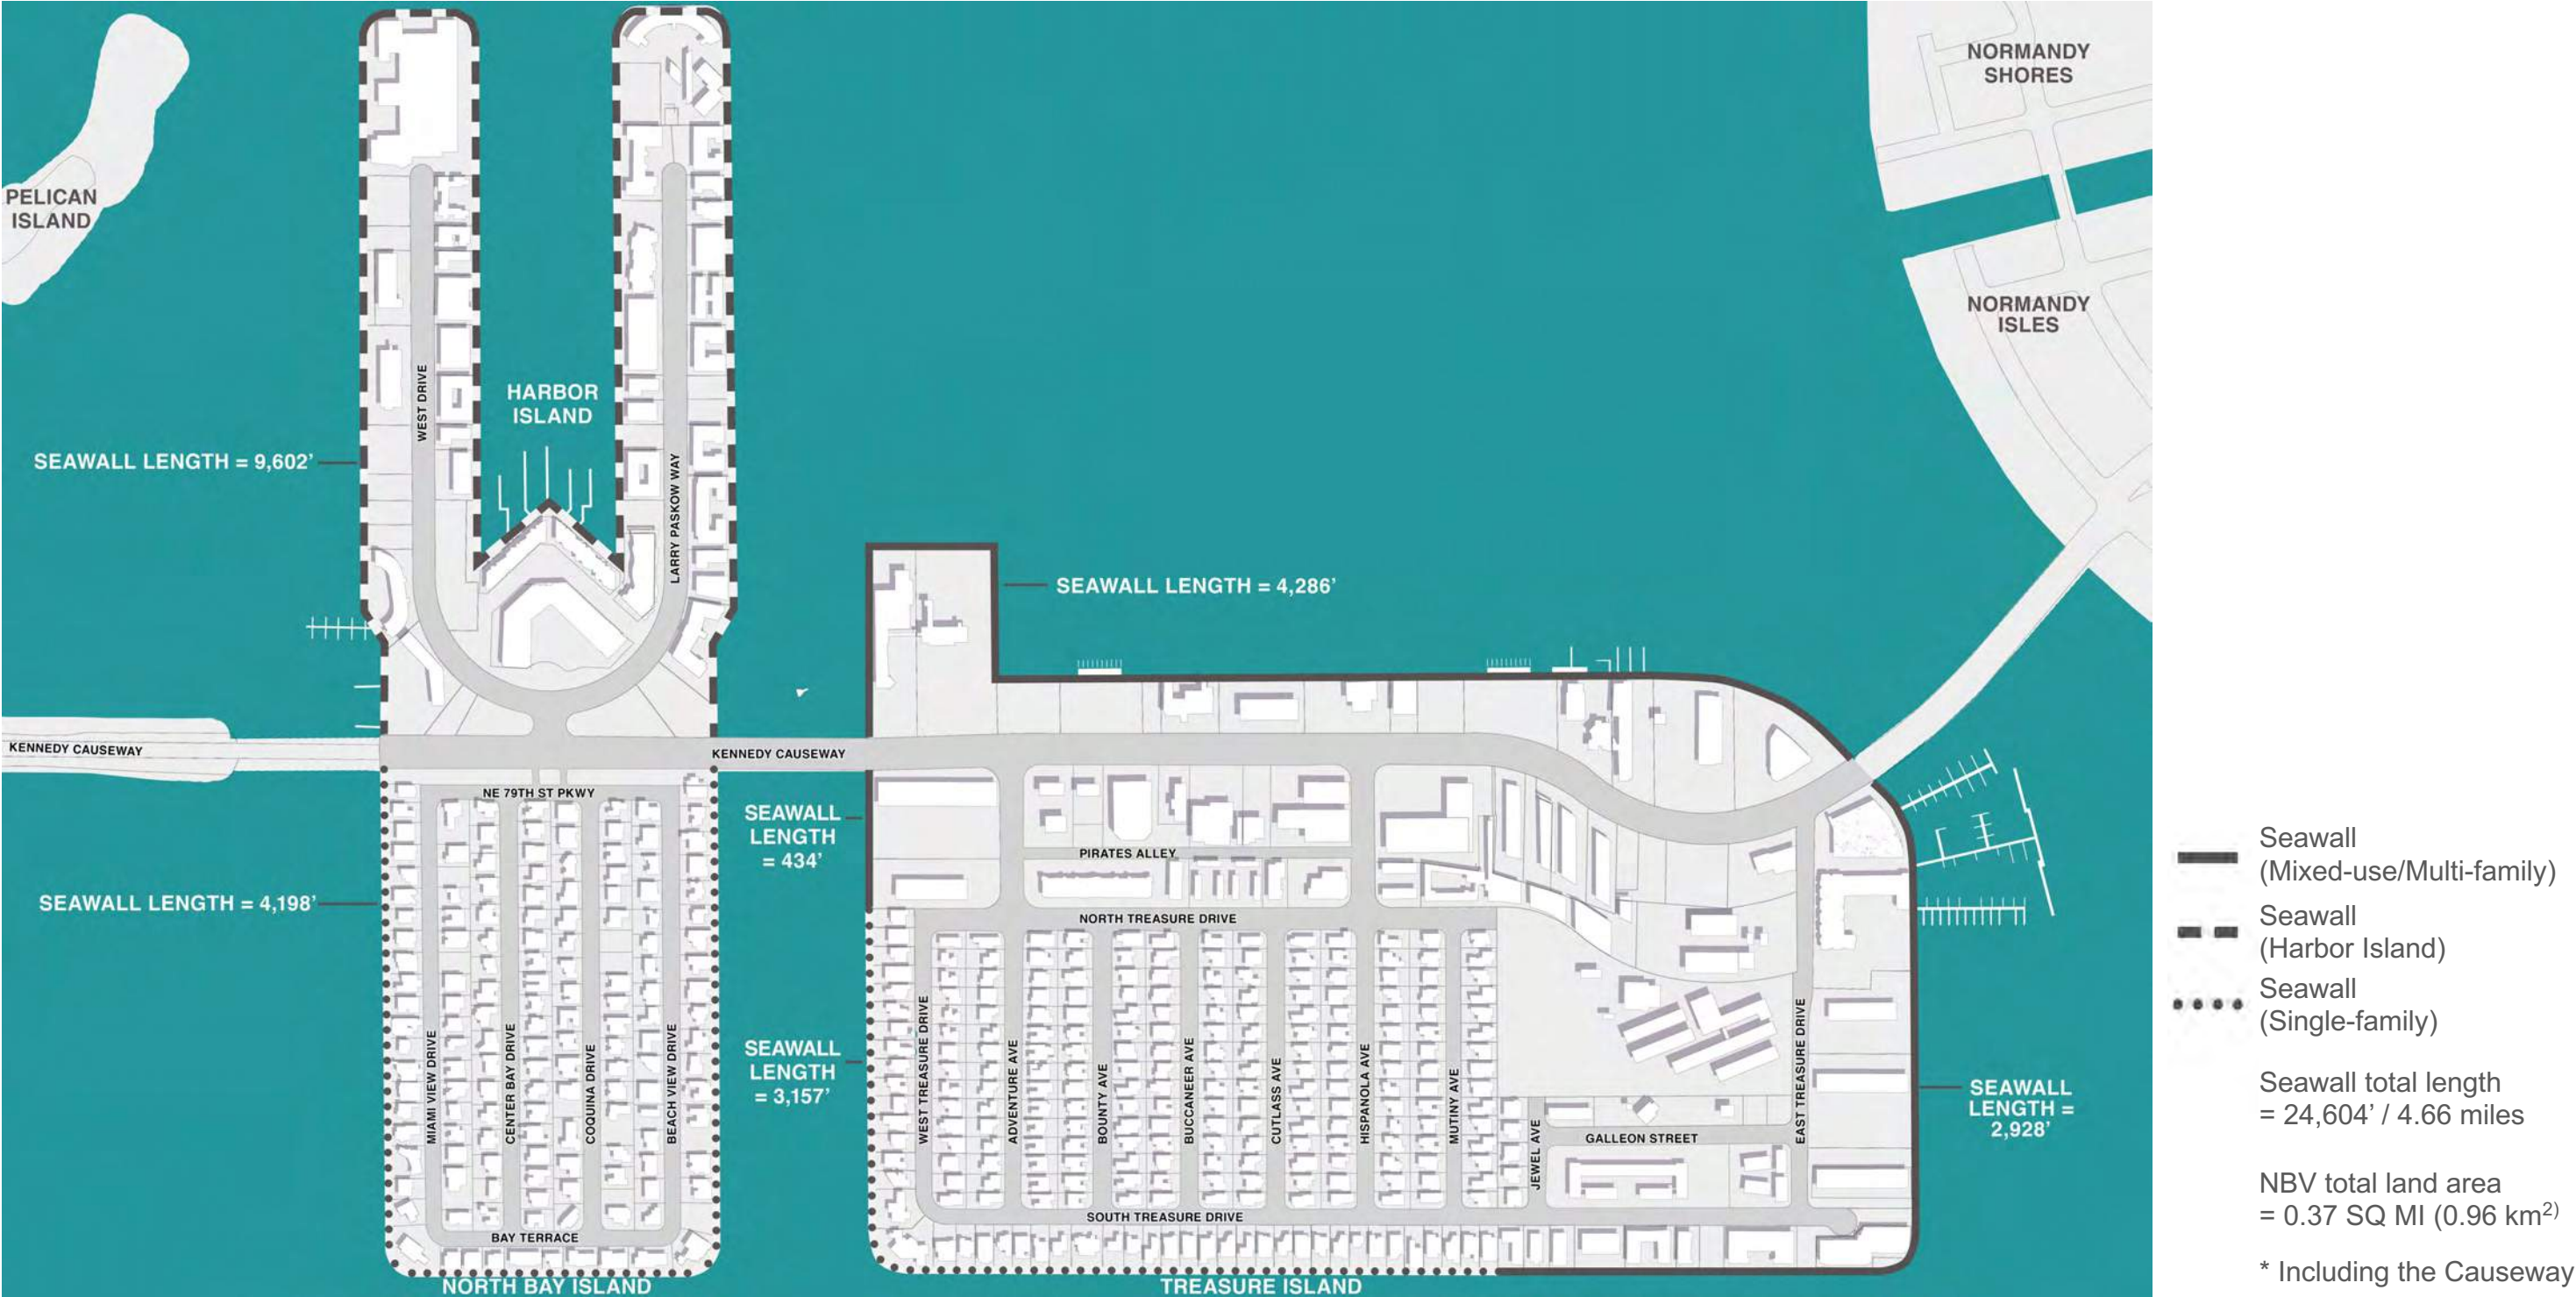 NORMANDY
SHORES
PELICAN
ISLAND
NORMANDY
ISLES
WEST DRIVE
HARBOR
ISLAND
LARRY PASKOW WAY
SEAWALL LENGTH = 9,602’
SEAWALL LENGTH = 4,286’
KENNEDY CAUSEWAY
KENNEDY CAUSEWAY
NE 79TH ST PKWY
SEAWALL
LENGTH
= 434’
PIRATES ALLEY
SEAWALL LENGTH = 4,198’
NORTH TREASURE DRIVE
MIAMI VIEW DRIVE
CENTER BAY DRIVE
COQUINA DRIVE
BEACH VIEW DRIVE
SEAWALL
LENGTH
= 3,157’
WEST TREASURE DRIVE
ADVENTURE AVE
BOUNTY AVE
BUCCANEER AVE
CUTLASS AVE
HISPANOLA AVE
MUTINY AVE
JEWEL AVE
GALLEON STREET
EAST TREASURE DRIVE
SEAWALL
LENGTH =
2,928’
SOUTH TREASURE DRIVE
BAY TERRACE
NORTH BAY ISLAND
TREASURE ISLAND
Seawall
(Mixed-use/Multi-family)
Seawall
(Harbor Island)
Seawall
(Single-family)
Seawall total length
= 24,604’ / 4.66 miles
NBV total land area
= 0.37 SQ MI (0.96 km²⁾
* Including the Causeway